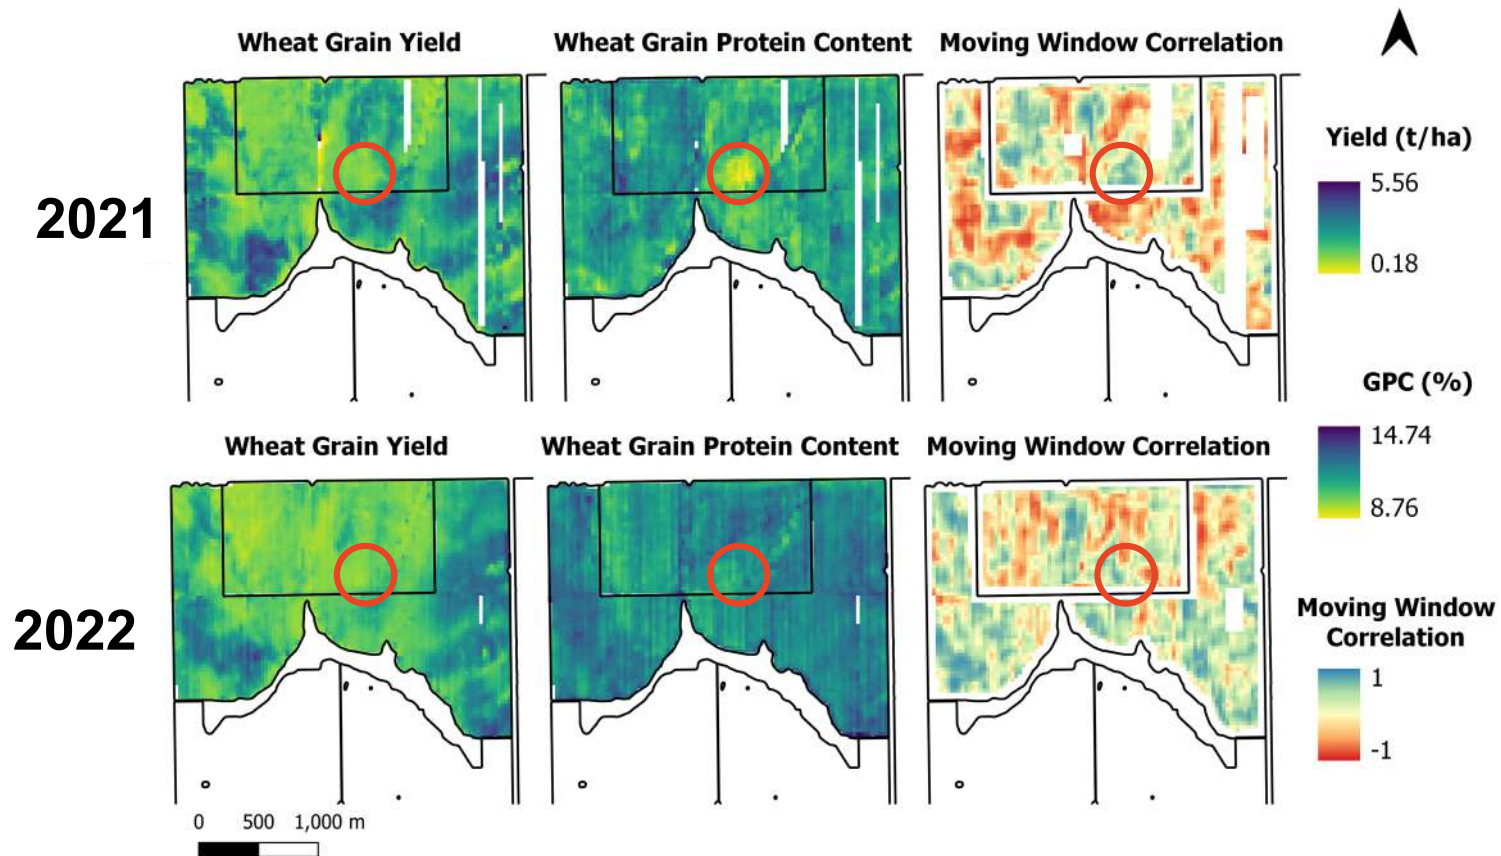 Wheat Grain Yield
Wheat Grain Protein Content
Moving Window Correlation
2021
Yield (t/ha)
5.56
0.18
GPC (%)
14.74
8.76
Wheat Grain Yield
Wheat Grain Protein Content
Moving Window Correlation
2022
Moving Window
Correlation
1
-1
0 500 1,000 m